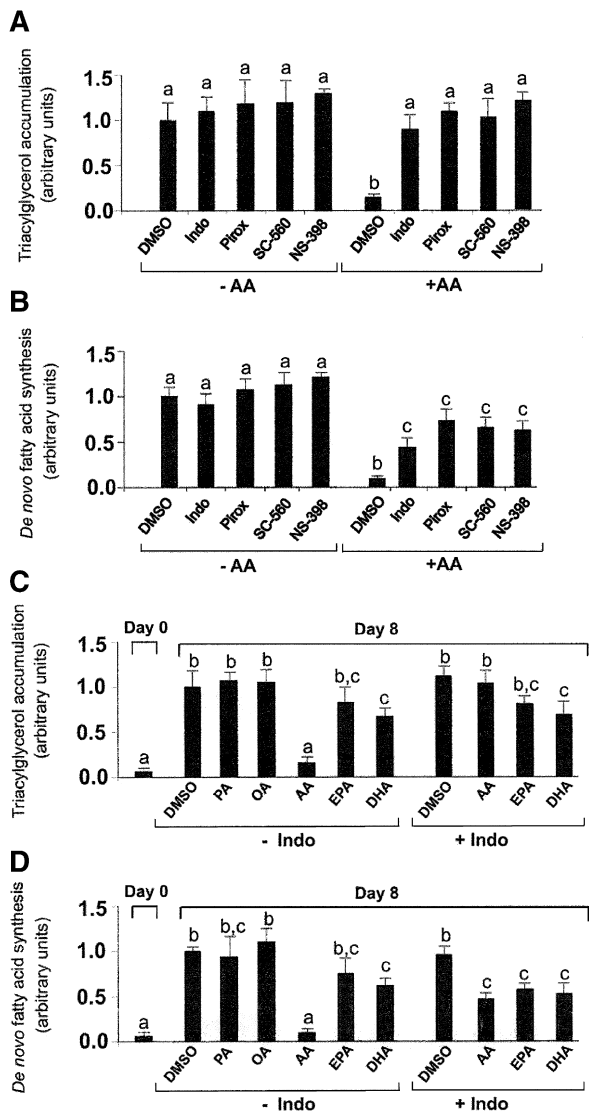 A
Triacylglycerol accumulation
(arbitrary units)
1.5
1.0
0.5
0.0
a a a a a b a a a a
DMSO Indo Pirox SC-560 NS-398 DMSO Indo Pirox SC-560 NS-398
- AA +AA
B
De novo fatty acid synthesis
(arbitrary units)
1.5
1.0
0.5
0.0
a a a a a b c c c c
DMSO Indo Pirox SC-560 NS-398 DMSO Indo Pirox SC-560 NS-398
- AA +AA
C
Triacylglycerol accumulation
(arbitrary units)
Day 0 Day 8
1.5
1.0
0.5
0.0
a b b b a b,c c b b b,c c
DMSO PA OA AA EPA DHA DMSO AA EPA DHA
- Indo + Indo
D
De novo fatty acid synthesis
(arbitrary units)
Day 0 Day 8
1.5
1.0
0.5
0.0
a b b,c b a b,c c b c c c
DMSO PA OA AA EPA DHA DMSO AA EPA DHA
- Indo + Indo